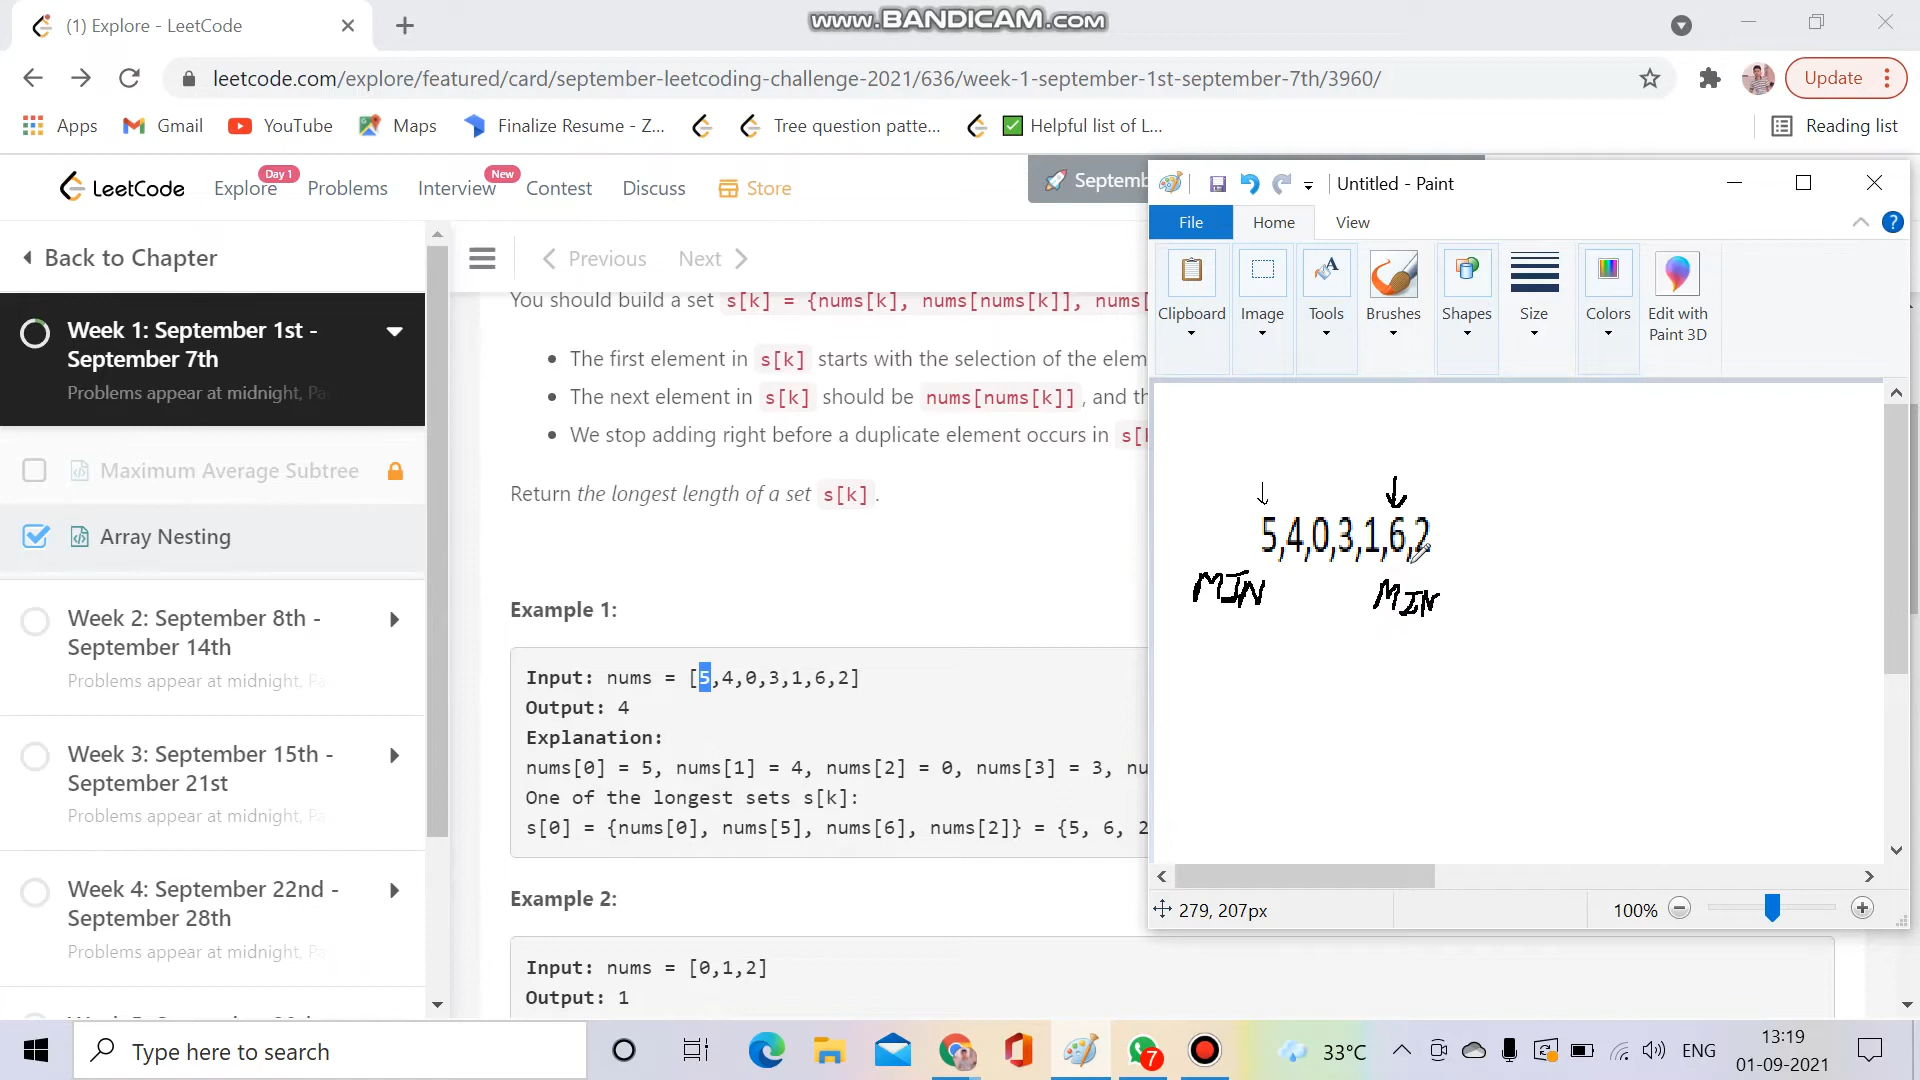 (1) Explore - LeetCode
www.BANDICAM.com
leetcode.com/explore/featured/card/september-leetcoding-challenge-2021/636/week-1-september-1st-september-7th/3960/
Update
Apps
Gmail
YouTube
Maps
Finalize Resume - Z...
Tree question patte...
Helpful list of L...
Reading list
LeetCode
Explore
Day 1
Problems
Interview
New
Contest
Discuss
Store
Septemb
Back to Chapter
Week 1: September 1st -
September 7th
Problems appear at midnight, Pa
Maximum Average Subtree
Array Nesting
Week 2: September 8th -
September 14th
Problems appear at midnight, Pa
Week 3: September 15th -
September 21st
Problems appear at midnight, Pa
Week 4: September 22nd -
September 28th
Problems appear at midnight, Pa
Previous
Next
You should build a set s[k] = {nums[k], nums[nums[k]], nums[
The first element in s[k] starts with the selection of the elem
The next element in s[k] should be nums[nums[k]], and th
We stop adding right before a duplicate element occurs in s[k
Return the longest length of a set s[k].
Example 1:
Input: nums = [5,4,0,3,1,6,2]
Output: 4
Explanation:
nums[0] = 5, nums[1] = 4, nums[2] = 0, nums[3] = 3, nu
One of the longest sets s[k]:
s[0] = {nums[0], nums[5], nums[6], nums[2]} = {5, 6, 2
Example 2:
Input: nums = [0,1,2]
Output: 1
Untitled - Paint
File
Home
View
Clipboard
Image
Tools
Brushes
Shapes
Size
Colors
Edit with
Paint 3D
5,4,0,3,1,6,2
MIN
MIN
279, 207px
100%
Type here to search
7
33°C
ENG
13:19
01-09-2021